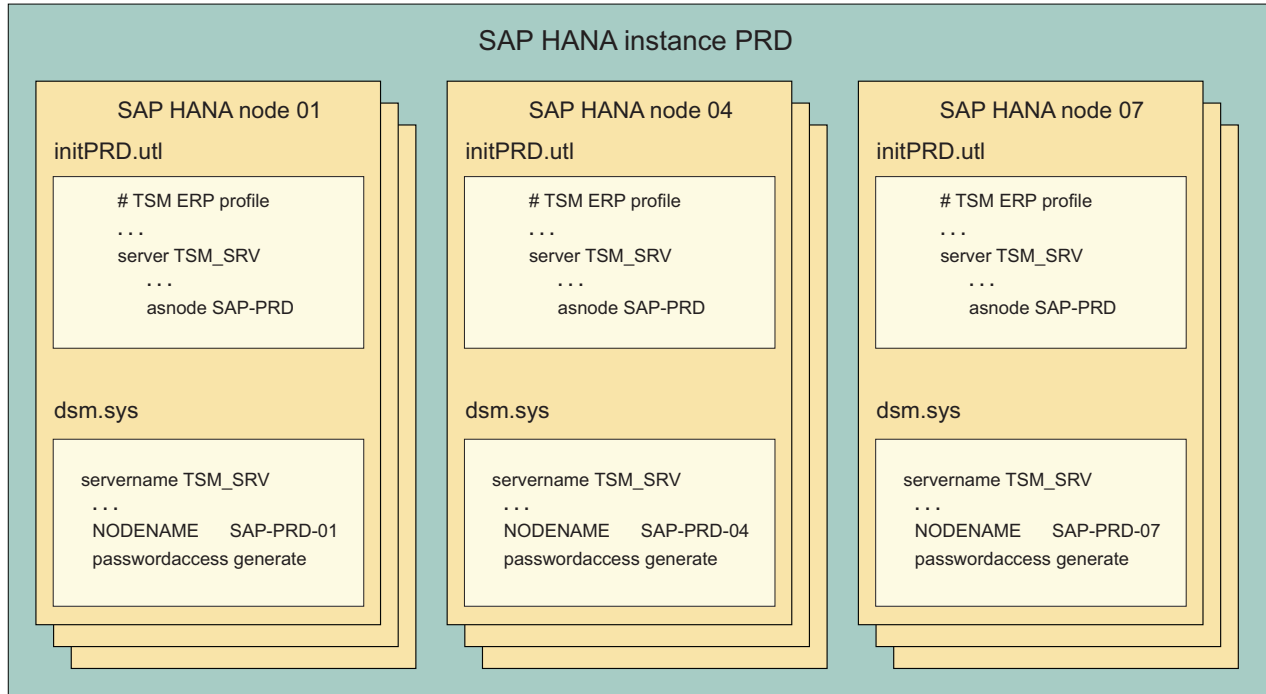 SAP HANA instance PRD
SAP HANA node 01
initPRD.utl
# TSM ERP profile
...
server TSM_SRV
...
asnode SAP-PRD
dsm.sys
servername TSM_SRV
...
NODENAME SAP-PRD-01
passwordaccess generate
SAP HANA node 04
initPRD.utl
# TSM ERP profile
...
server TSM_SRV
...
asnode SAP-PRD
dsm.sys
servername TSM_SRV
...
NODENAME SAP-PRD-04
passwordaccess generate
SAP HANA node 07
initPRD.utl
# TSM ERP profile
...
server TSM_SRV
...
asnode SAP-PRD
dsm.sys
servername TSM_SRV
...
NODENAME SAP-PRD-07
passwordaccess generate